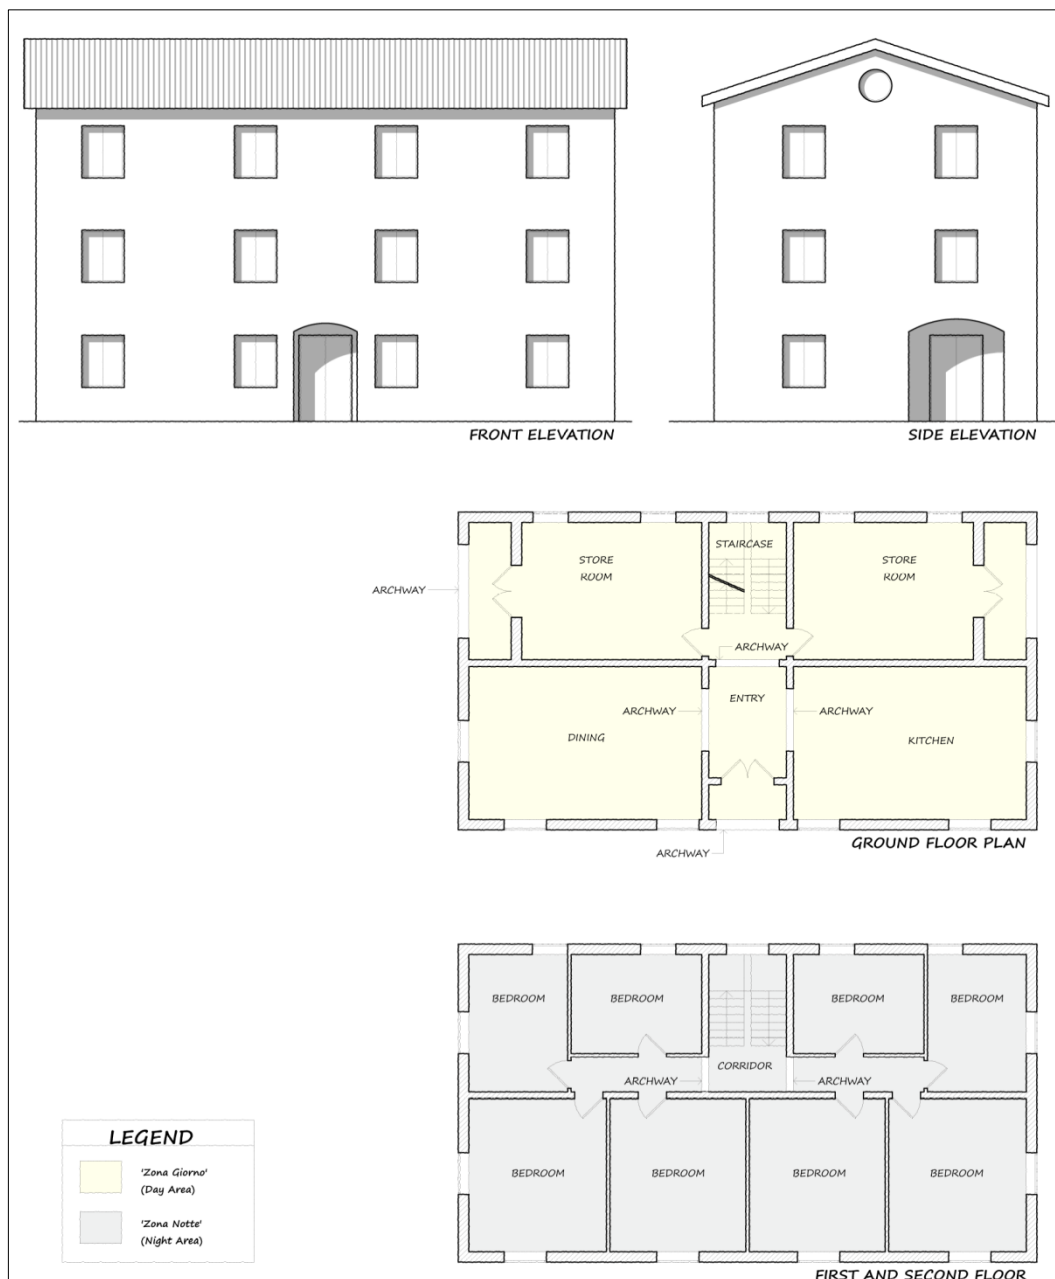 FRONT ELEVATION
SIDE ELEVATION
STAIRCASE
STORE
ROOM
STORE
ROOM
ARCHWAY
ARCHWAY
ENTRY
ARCHWAY
ARCHWAY
DINING
KITCHEN
GROUND FLOOR PLAN
ARCHWAY
BEDROOM
BEDROOM
BEDROOM
BEDROOM
CORRIDOR
ARCHWAY
ARCHWAY
BEDROOM
BEDROOM
BEDROOM
BEDROOM
FIRST AND SECOND FLOOR
LEGEND
'Zona Giorno'
(Day Area)
'Zona Notte'
(Night Area)